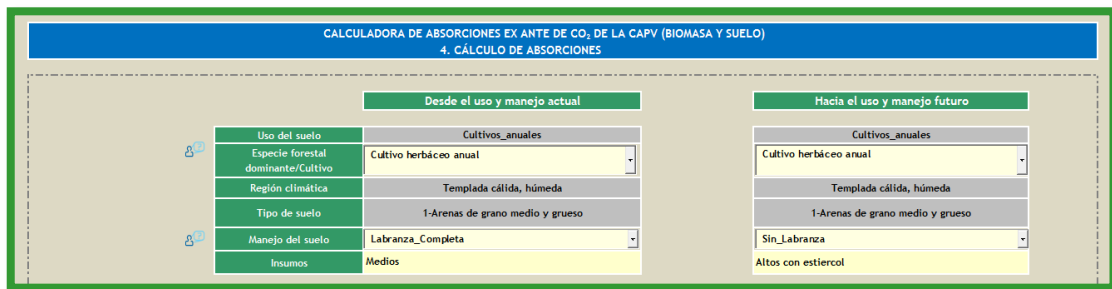 CALCULADORA DE ABSORCIONES EX ANTE DE CO₂ DE LA CAPV (BIOMASA Y SUELO)
4. CÁLCULO DE ABSORCIONES
Desde el uso y manejo actual
Hacia el uso y manejo futuro
Uso del suelo
Cultivos_anuales
Cultivos_anuales
Especie forestal
dominante/Cultivo
Cultivo herbáceo anual
Cultivo herbáceo anual
Región climática
Templada cálida, húmeda
Templada cálida, húmeda
Tipo de suelo
1-Arenas de grano medio y grueso
1-Arenas de grano medio y grueso
Manejo del suelo
Labranza_Completa
Sin_Labranza
Insumos
Medios
Altos con estiercol